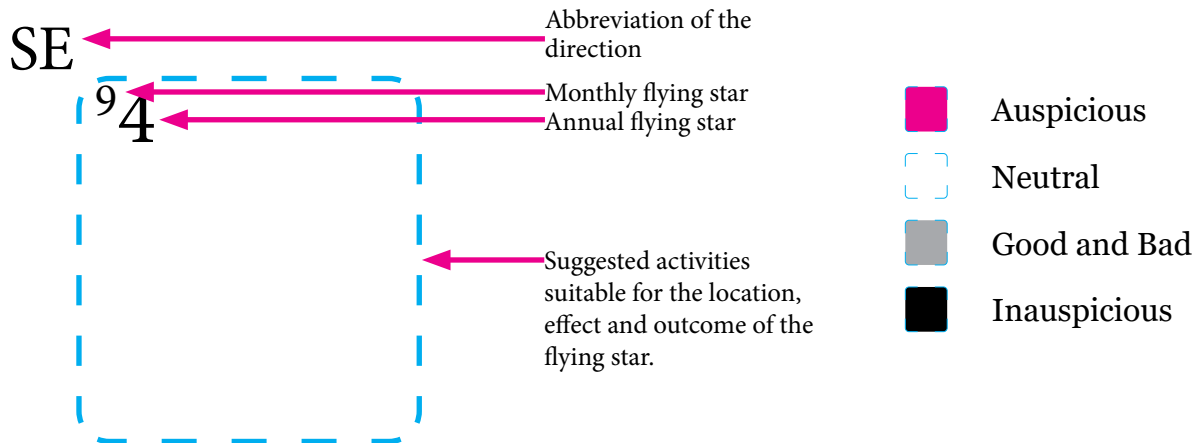 SE
Abbreviation of the
direction
9
4
Monthly flying star
Annual flying star
Suggested activities
suitable for the location,
effect and outcome of the
flying star.
Auspicious
Neutral
Good and Bad
Inauspicious